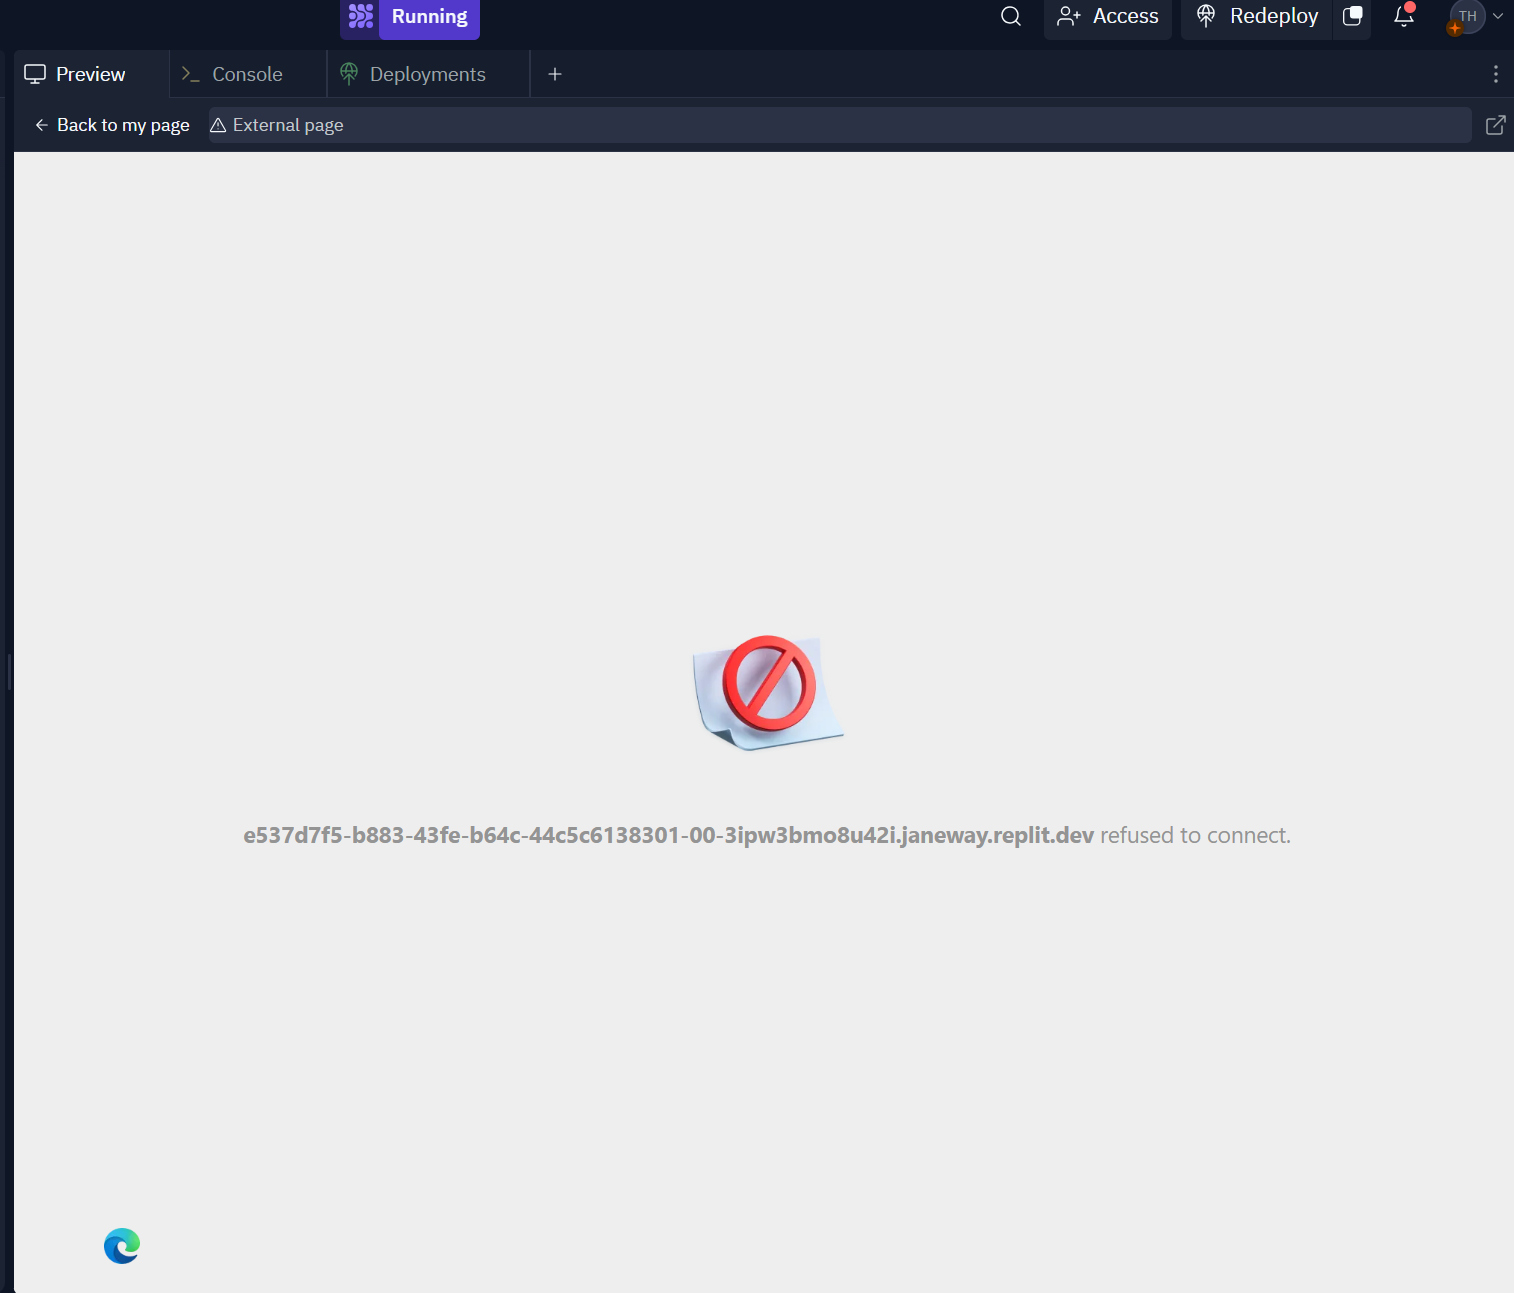 Running
Access
Redeploy
TH
Preview
Console
Deployments
Back to my page
External page
e537d7f5-b883-43fe-b64c-44c5c6138301-00-3ipw3bmo8u42i.janeway.replit.dev refused to connect.